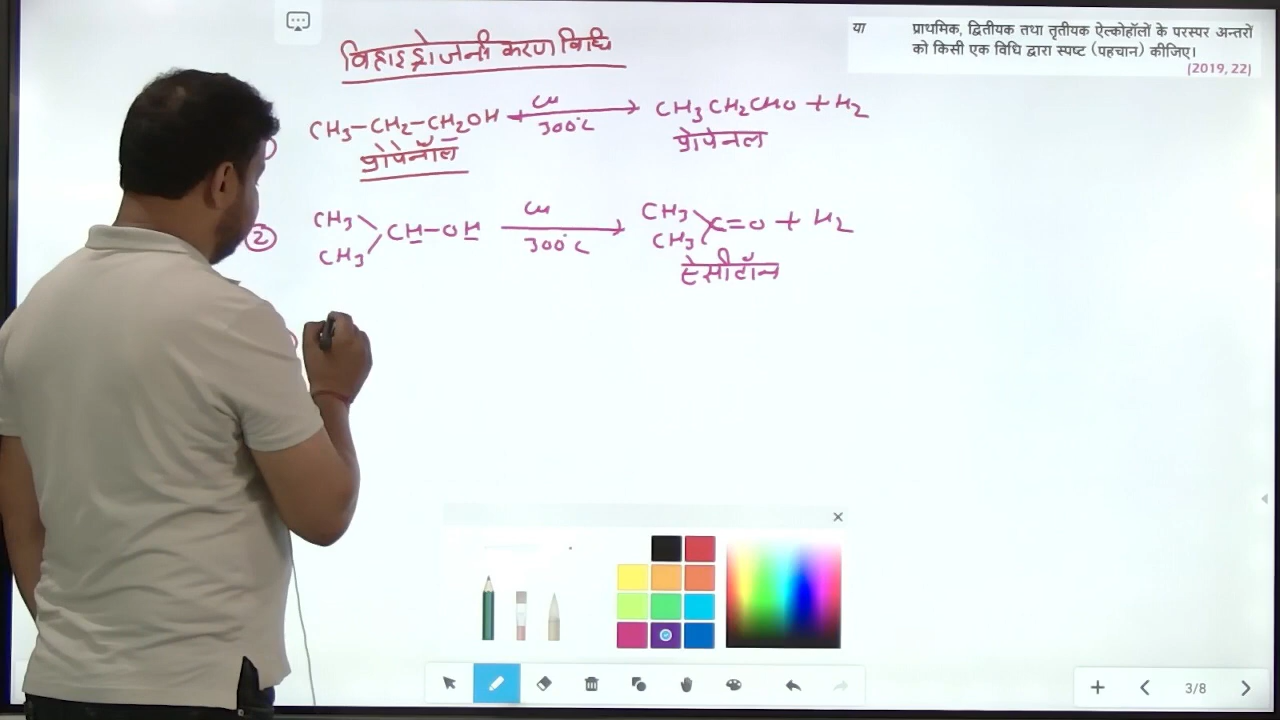 या प्राथमिक, द्वितीयक तथा तृतीयक ऐल्कोहॉलों के परस्पर अन्तरों
को किसी एक विधि द्वारा स्पष्ट (पहचान) कीजिए।
(2019, 22)
विहाइड्रोजनीकरण विधि
CH3-CH2-CH2OH + Cu 300°C → CH3CH2CHO + H2
प्रोपेनॉल प्रोपेनल
② CH3 CH3 CH-OH Cu 300°C → CH3 CH3 C=O + H2
ऐसीटॉन
3/8